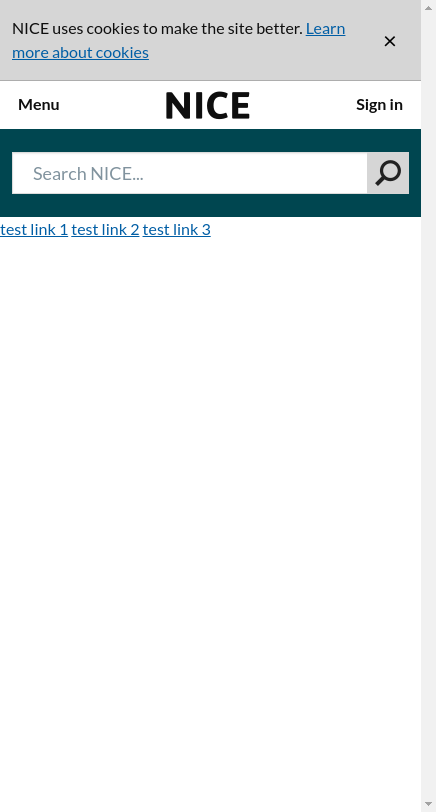 NICE uses cookies to make the site better. Learn
more about cookies
Menu NICE Sign in
Search NICE...
test link 1 test link 2 test link 3